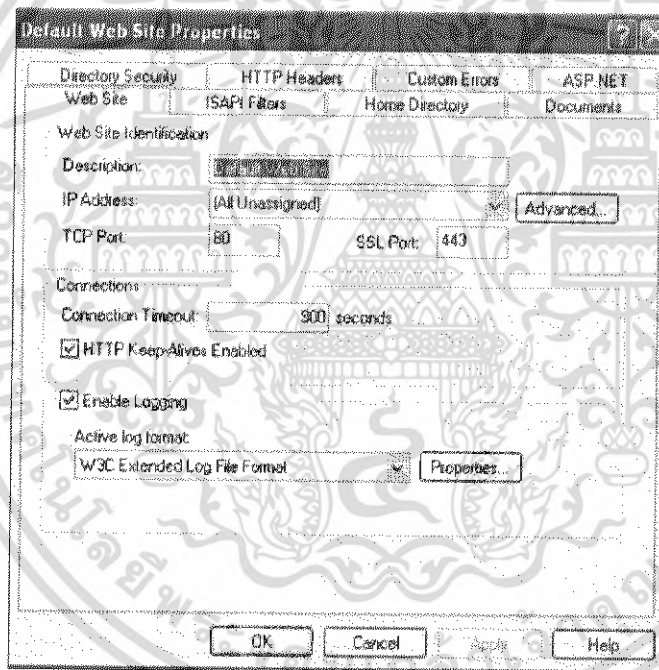 Default Web Site Properties
Directory Security HTTP Headers Custom Errors ASP.NET
Web Site ISAPI Filters Home Directory Documents
Web Site Identification
Description:
IP Address: (All Unassigned) Advanced...
TCP Port: 80 SSL Port: 443
Connections
Connection Timeout: 900 seconds
HTTP Keep-Alives Enabled
Enable Logging
Active log format:
W3C Extended Log File Format Properties...
OK Cancel Apply Help